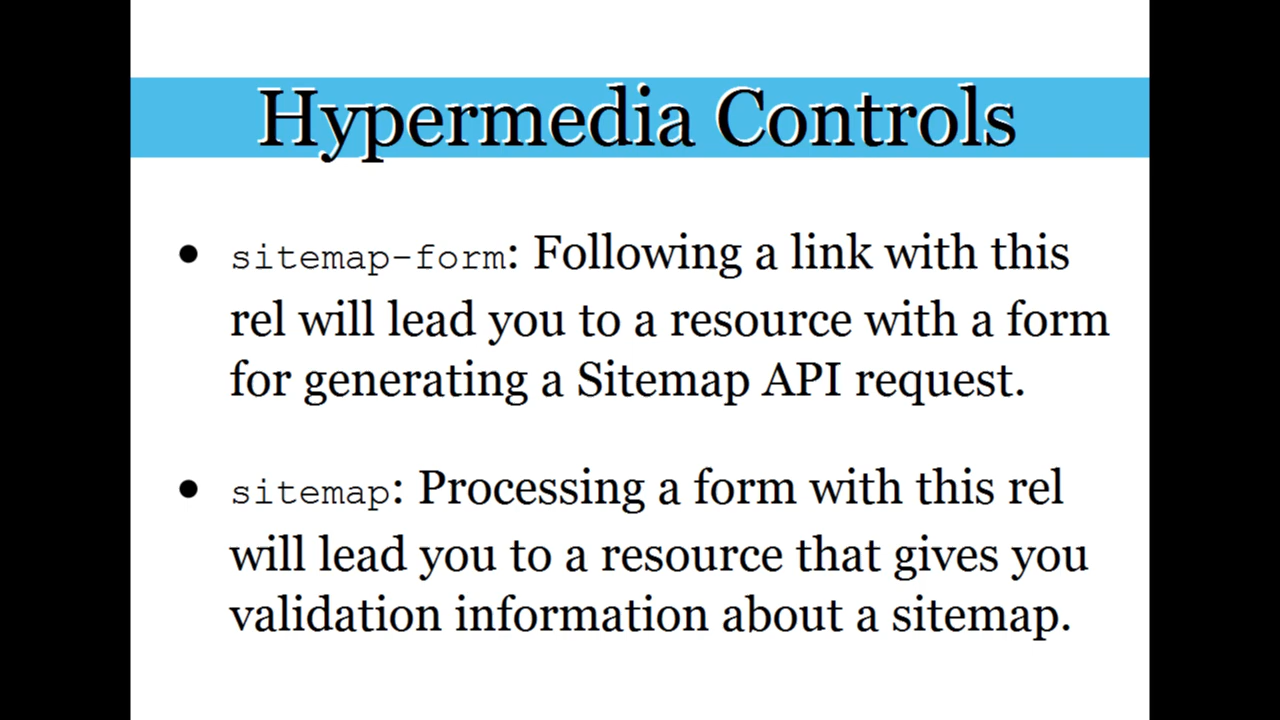 Hypermedia Controls
• sitemap-form: Following a link with this
rel will lead you to a resource with a form
for generating a Sitemap API request.
• sitemap: Processing a form with this rel
will lead you to a resource that gives you
validation information about a sitemap.